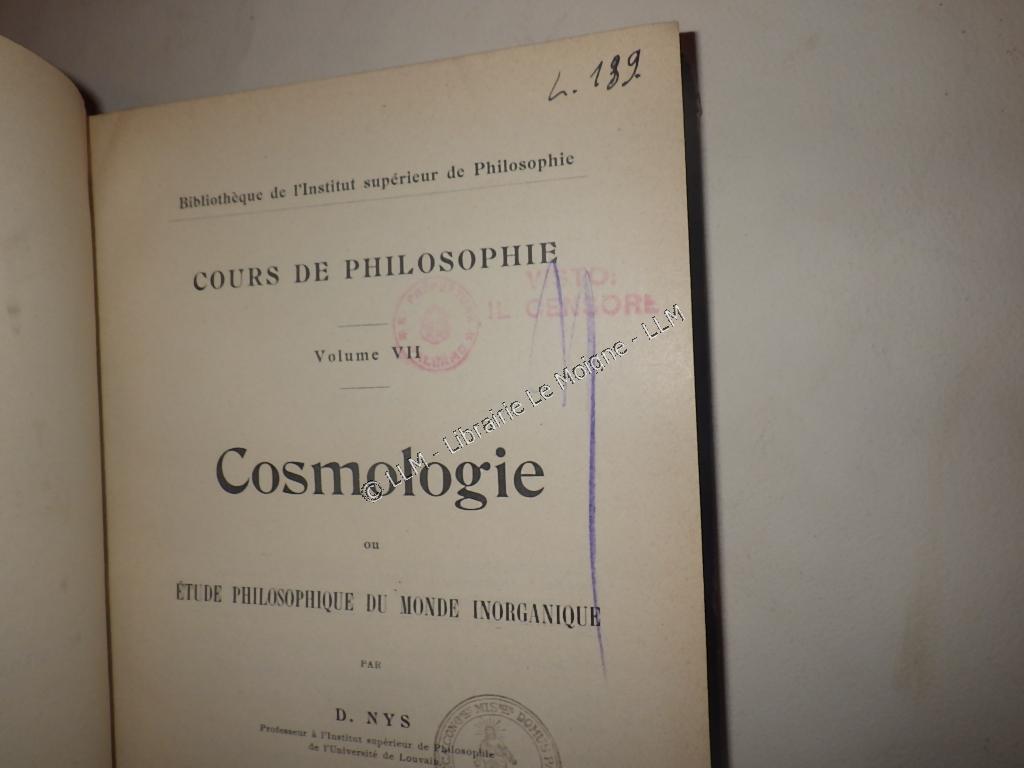 L. 139.
Bibliothèque de l'Institut supérieur de Philosophie
COURS DE PHILOSOPHIE
VISTO:
IL CENSORE
Volume VII
© LLM - Librairie Le Moigne - LLM
Cosmologie
ou
ÉTUDE PHILOSOPHIQUE DU MONDE INORGANIQUE
PAR
D. NYS
Professeur à l'Institut supérieur de Philosophie
de l'Université de Louvain.